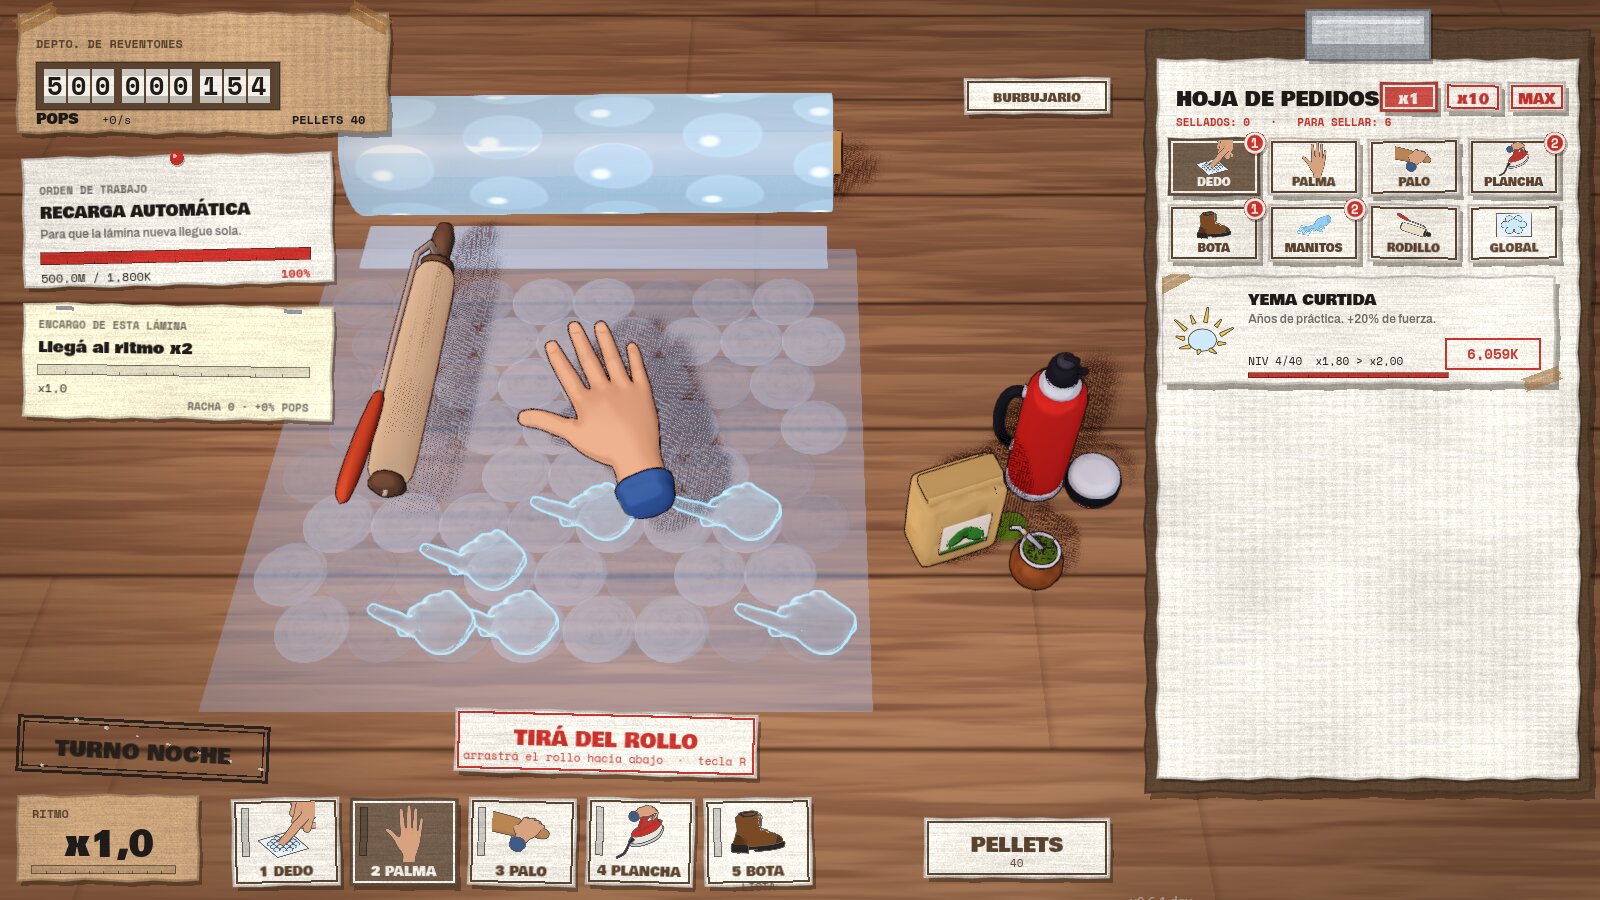 DEPTO. DE REVENTONES
500 000 154
POPS +0/s PELLETS 40
ORDEN DE TRABAJO
RECARGA AUTOMÁTICA
Para que la lámina nueva llegue sola.
500.0M / 1.800K 100%
ENCARGO DE ESTA LÁMINA
Llegá al ritmo x2
x1,0
RACHA 0 · +0% POPS
BURBUJARIO
HOJA DE PEDIDOS x1 x10 MAX
SELLADOS: 0 · PARA SELLAR: 6
1
2
DEDO PALMA PALO PLANCHA
1
2
BOTA MANITOS RODILLO GLOBAL
YEMA CURTIDA
Años de práctica. +20% de fuerza.
NIV 4/40 x1,80 > x2,00 6.059K
TIRÁ DEL ROLLO
arrastrá el rollo hacia abajo · tecla R
TURNO NOCHE
RITMO
x1,0
1 DEDO
2 PALMA
3 PALO
4 PLANCHA
5 BOTA
PELLETS
40